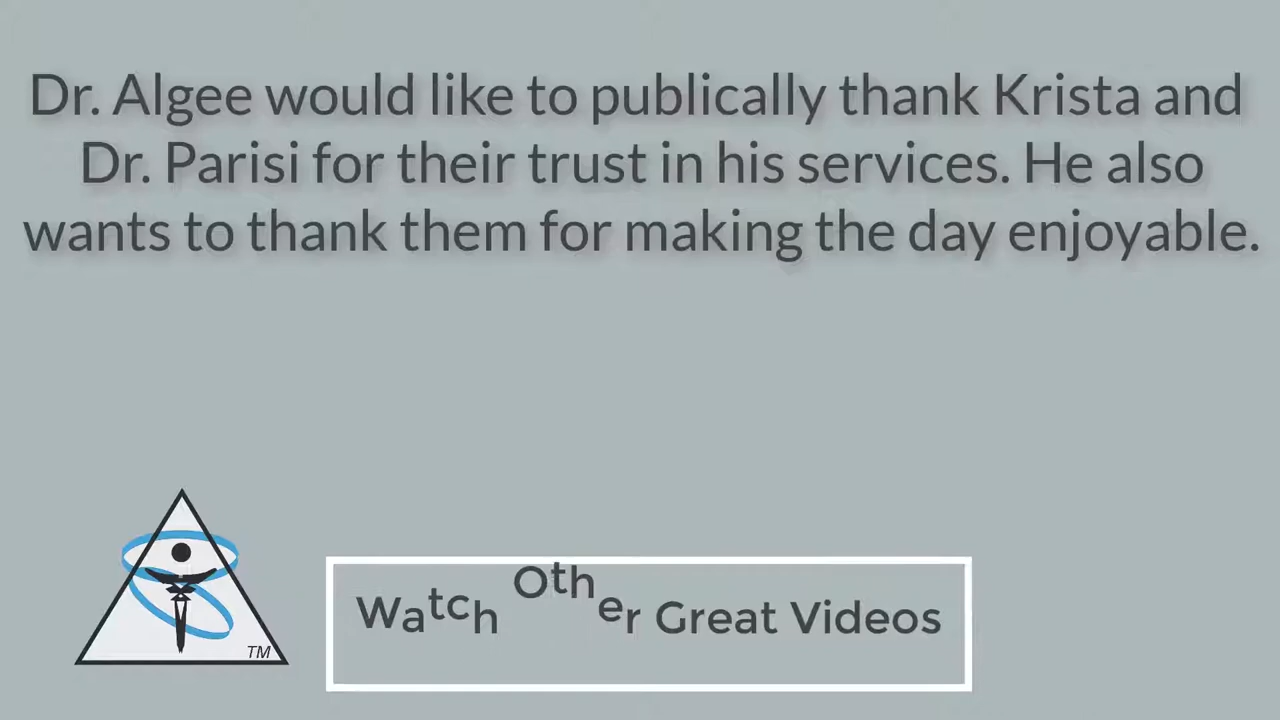 Dr. Algee would like to publically thank Krista and
Dr. Parisi for their trust in his services. He also
wants to thank them for making the day enjoyable.
TM
Watch Other Great Videos